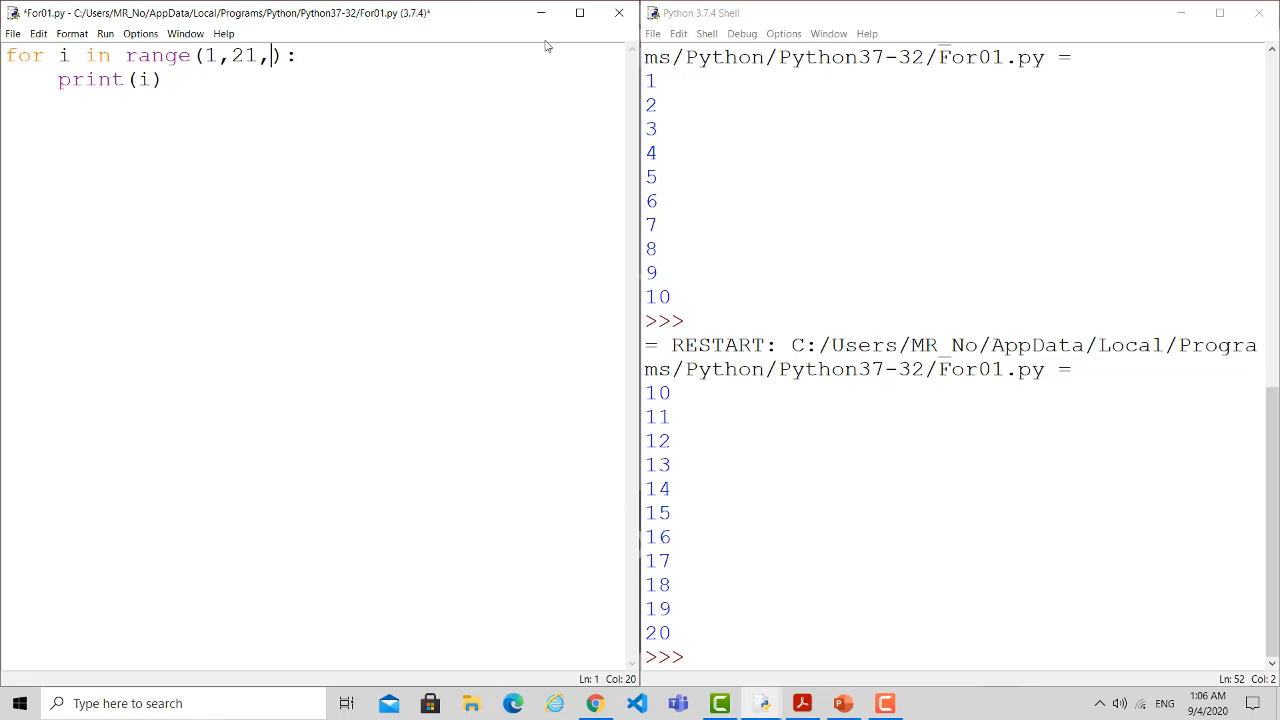 *For01.py - C:/Users/MR_No/AppData/Local/Programs/Python/Python37-32/For01.py (3.7.4)*
File Edit Format Run Options Window Help
for i in range(1,21,):
    print(i)
Ln: 1 Col: 20
Python 3.7.4 Shell
File Edit Shell Debug Options Window Help
ms/Python/Python37-32/For01.py =
1
2
3
4
5
6
7
8
9
10
>>>
= RESTART: C:/Users/MR_No/AppData/Local/Progra
ms/Python/Python37-32/For01.py =
10
11
12
13
14
15
16
17
18
19
20
>>>
Ln: 52 Col: 2
Type here to search
ENG
1:06 AM
9/4/2020